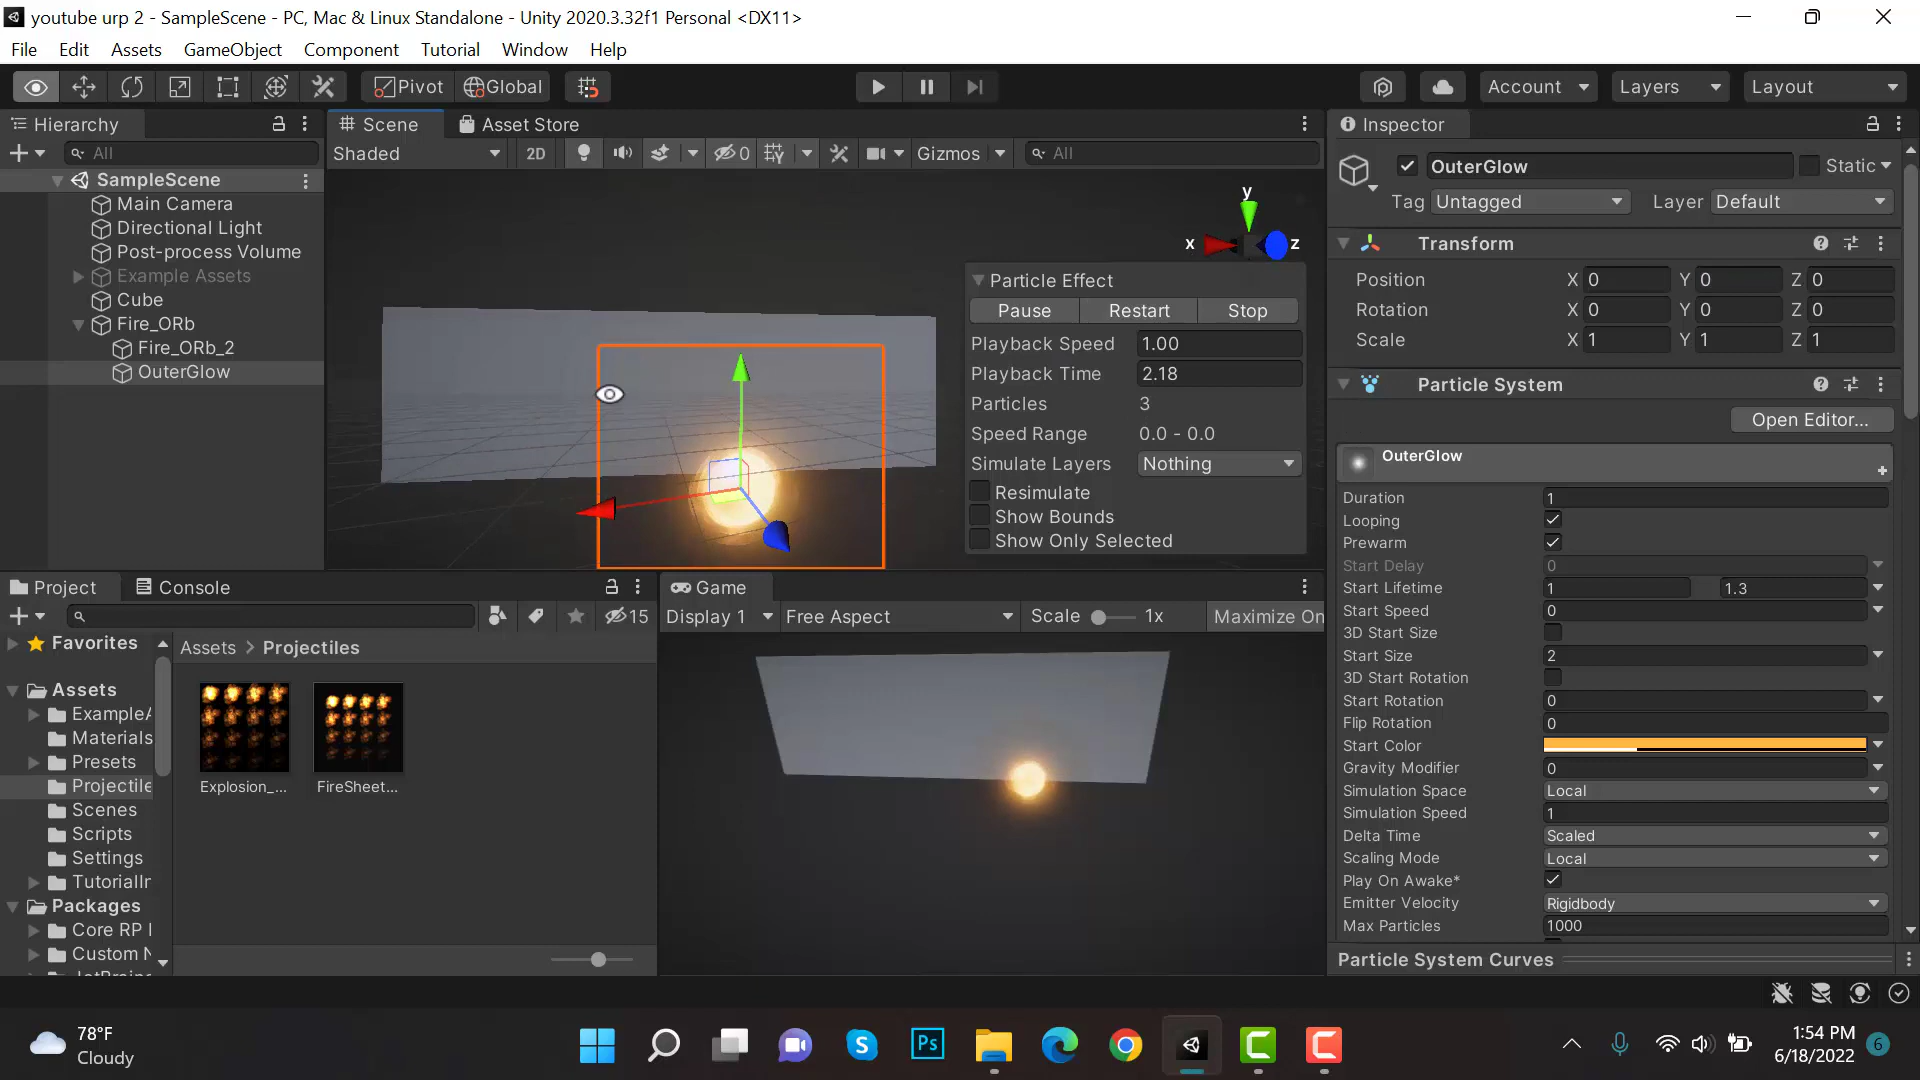 youtube urp 2 - SampleScene - PC, Mac & Linux Standalone - Unity 2020.3.32f1 Personal <DX11>
File Edit Assets GameObject Component Tutorial Window Help
Pivot Global Account Layers Layout
Hierarchy
All
SampleScene
Main Camera
Directional Light
Post-process Volume
Example Assets
Cube
Fire_ORb
Fire_ORb_2
OuterGlow
Scene Asset Store
Shaded 2D 0 Gizmos All
y
x z
Particle Effect
Pause Restart Stop
Playback Speed 1.00
Playback Time 2.18
Particles 3
Speed Range 0.0 - 0.0
Simulate Layers Nothing
Resimulate
Show Bounds
Show Only Selected
Project Console
15
Favorites
Assets
ExampleA
Materials
Presets
Projectile
Scenes
Scripts
Settings
TutorialIn
Packages
Core RP l
Custom N
Assets > Projectiles
Explosion_...
FireSheet...
Game
Display 1 Free Aspect Scale 1x Maximize On
Inspector
OuterGlow Static
Tag Untagged Layer Default
Transform
Position X 0 Y 0 Z 0
Rotation X 0 Y 0 Z 0
Scale X 1 Y 1 Z 1
Particle System
Open Editor...
OuterGlow
Duration 1
Looping
Prewarm
Start Delay 0
Start Lifetime 1 1.3
Start Speed 0
3D Start Size
Start Size 2
3D Start Rotation
Start Rotation 0
Flip Rotation 0
Start Color
Gravity Modifier 0
Simulation Space Local
Simulation Speed 1
Delta Time Scaled
Scaling Mode Local
Play On Awake*
Emitter Velocity Rigidbody
Max Particles 1000
Particle System Curves
78°F
Cloudy
Ps
1:54 PM
6/18/2022
6